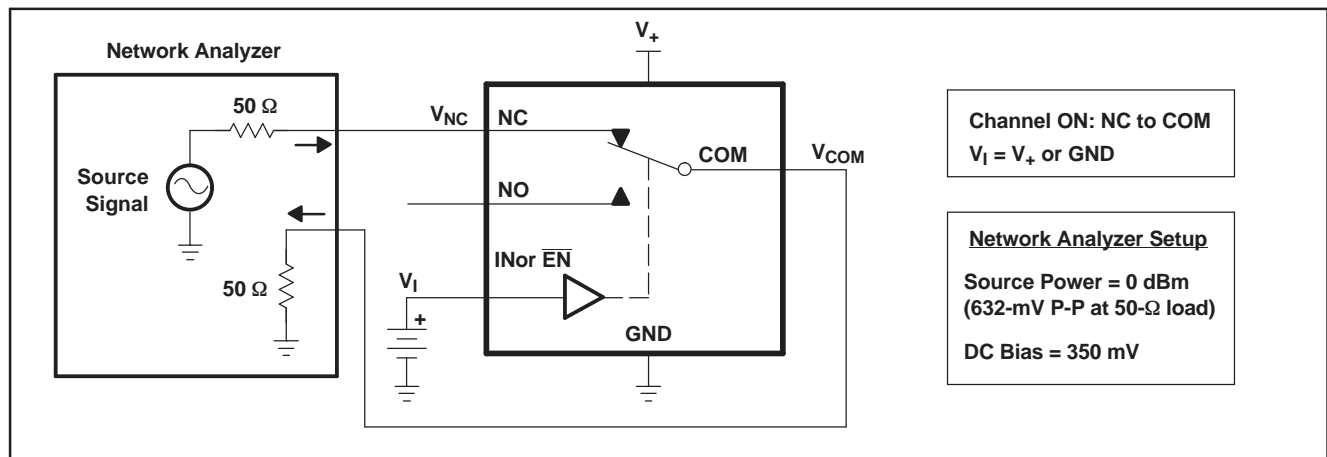 V+
Network Analyzer
50 Ω
VNC
NC
COM
VCOM
Source
Signal
NO
50 Ω
INor EN
VI
+
GND
Channel ON: NC to COM
VI = V+ or GND
Network Analyzer Setup
Source Power = 0 dBm
(632-mV P-P at 50-Ω load)
DC Bias = 350 mV